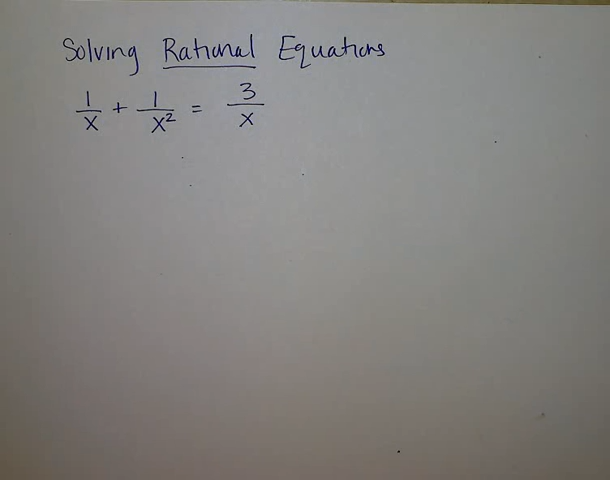 Solving Rational Equations
1/x + 1/x² = 3/x